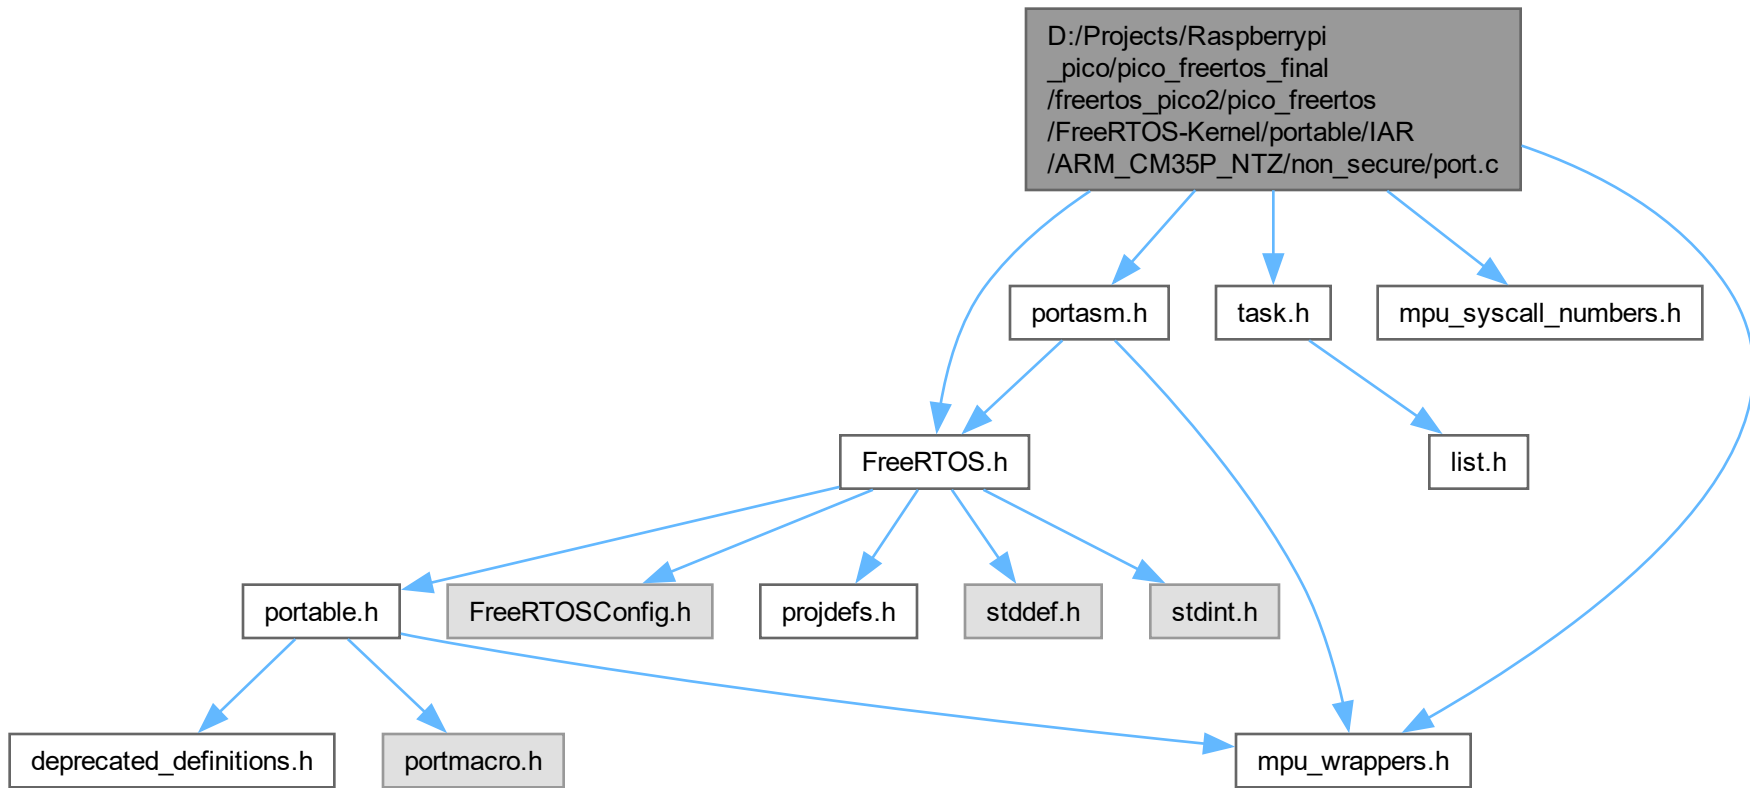 D:/Projects/Raspberrypi
_pico/pico_freertos_final
/freertos_pico2/pico_freertos
/FreeRTOS-Kernel/portable/IAR
/ARM_CM35P_NTZ/non_secure/port.c
portasm.h
task.h
mpu_syscall_numbers.h
FreeRTOS.h
list.h
portable.h
FreeRTOSConfig.h
projdefs.h
stddef.h
stdint.h
deprecated_definitions.h
portmacro.h
mpu_wrappers.h